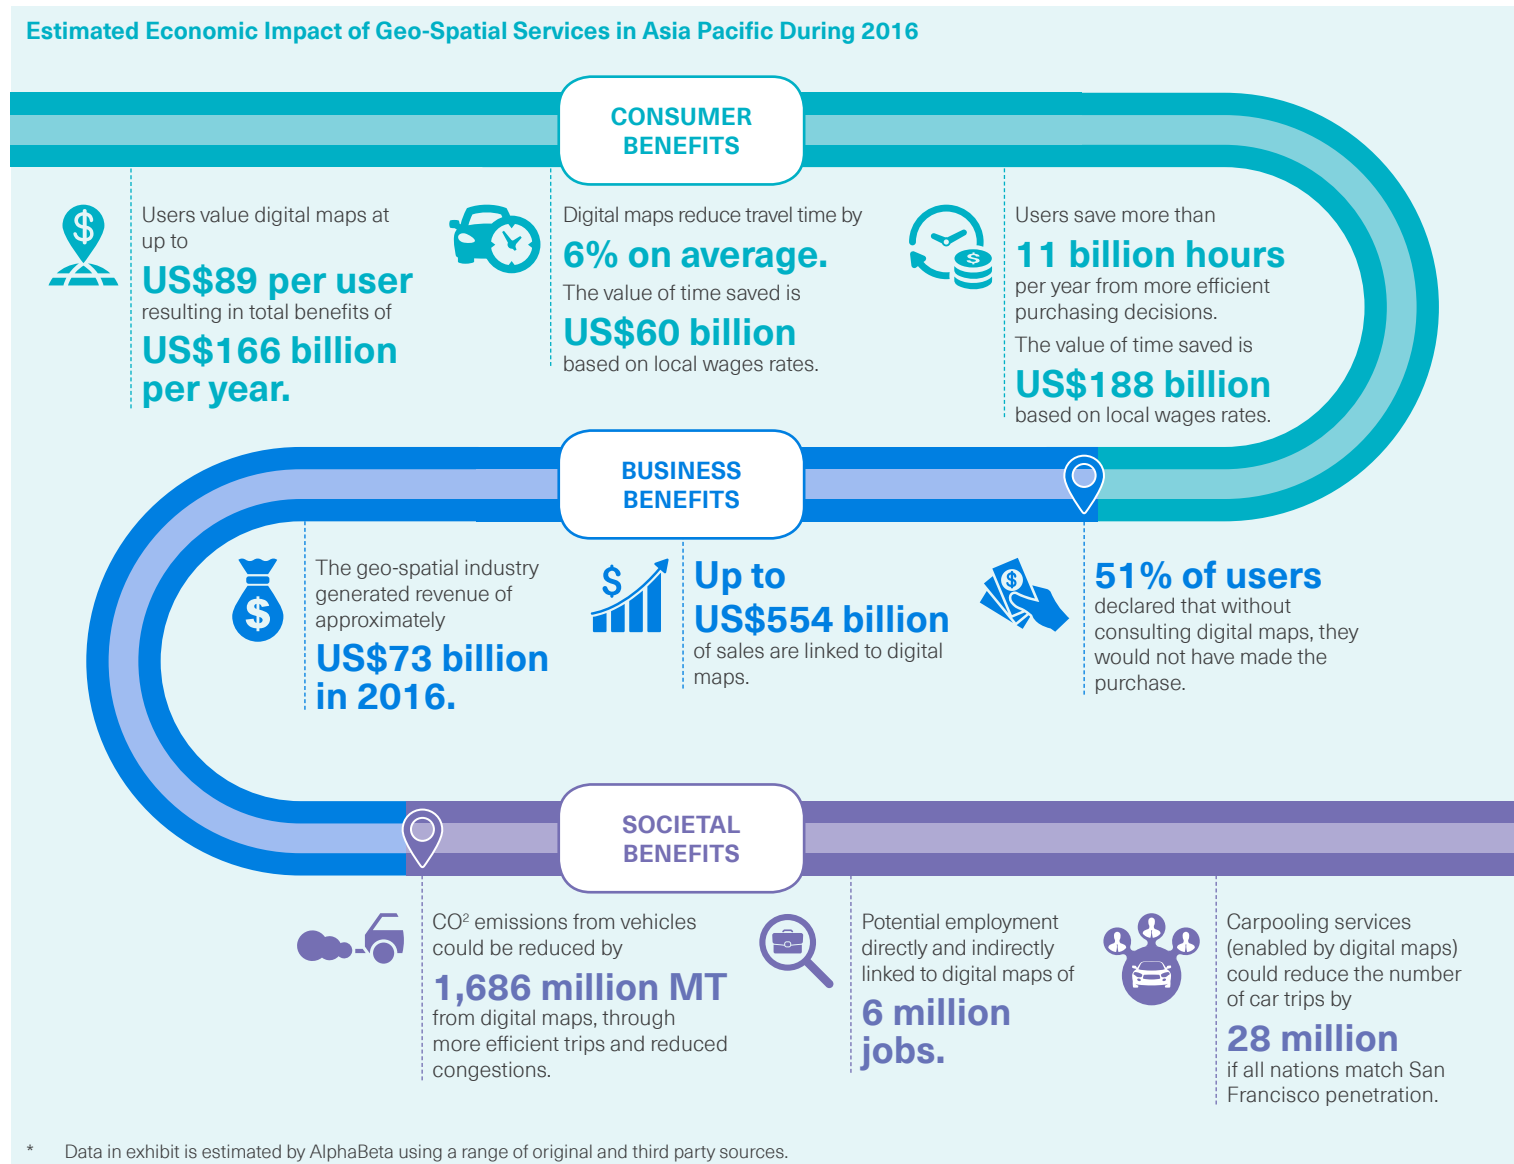 Estimated Economic Impact of Geo-Spatial Services in Asia Pacific During 2016
CONSUMER
BENEFITS
Users value digital maps at
up to
US$89 per user
resulting in total benefits of
US$166 billion
per year.
Digital maps reduce travel time by
6% on average.
The value of time saved is
US$60 billion
based on local wages rates.
Users save more than
11 billion hours
per year from more efficient
purchasing decisions.
The value of time saved is
US$188 billion
based on local wages rates.
BUSINESS
BENEFITS
The geo-spatial industry
generated revenue of
approximately
US$73 billion
in 2016.
Up to
US$554 billion
of sales are linked to digital
maps.
51% of users
declared that without
consulting digital maps, they
would not have made the
purchase.
SOCIETAL
BENEFITS
CO² emissions from vehicles
could be reduced by
1,686 million MT
from digital maps, through
more efficient trips and reduced
congestions.
Potential employment
directly and indirectly
linked to digital maps of
6 million
jobs.
Carpooling services
(enabled by digital maps)
could reduce the number
of car trips by
28 million
if all nations match San
Francisco penetration.
* Data in exhibit is estimated by AlphaBeta using a range of original and third party sources.